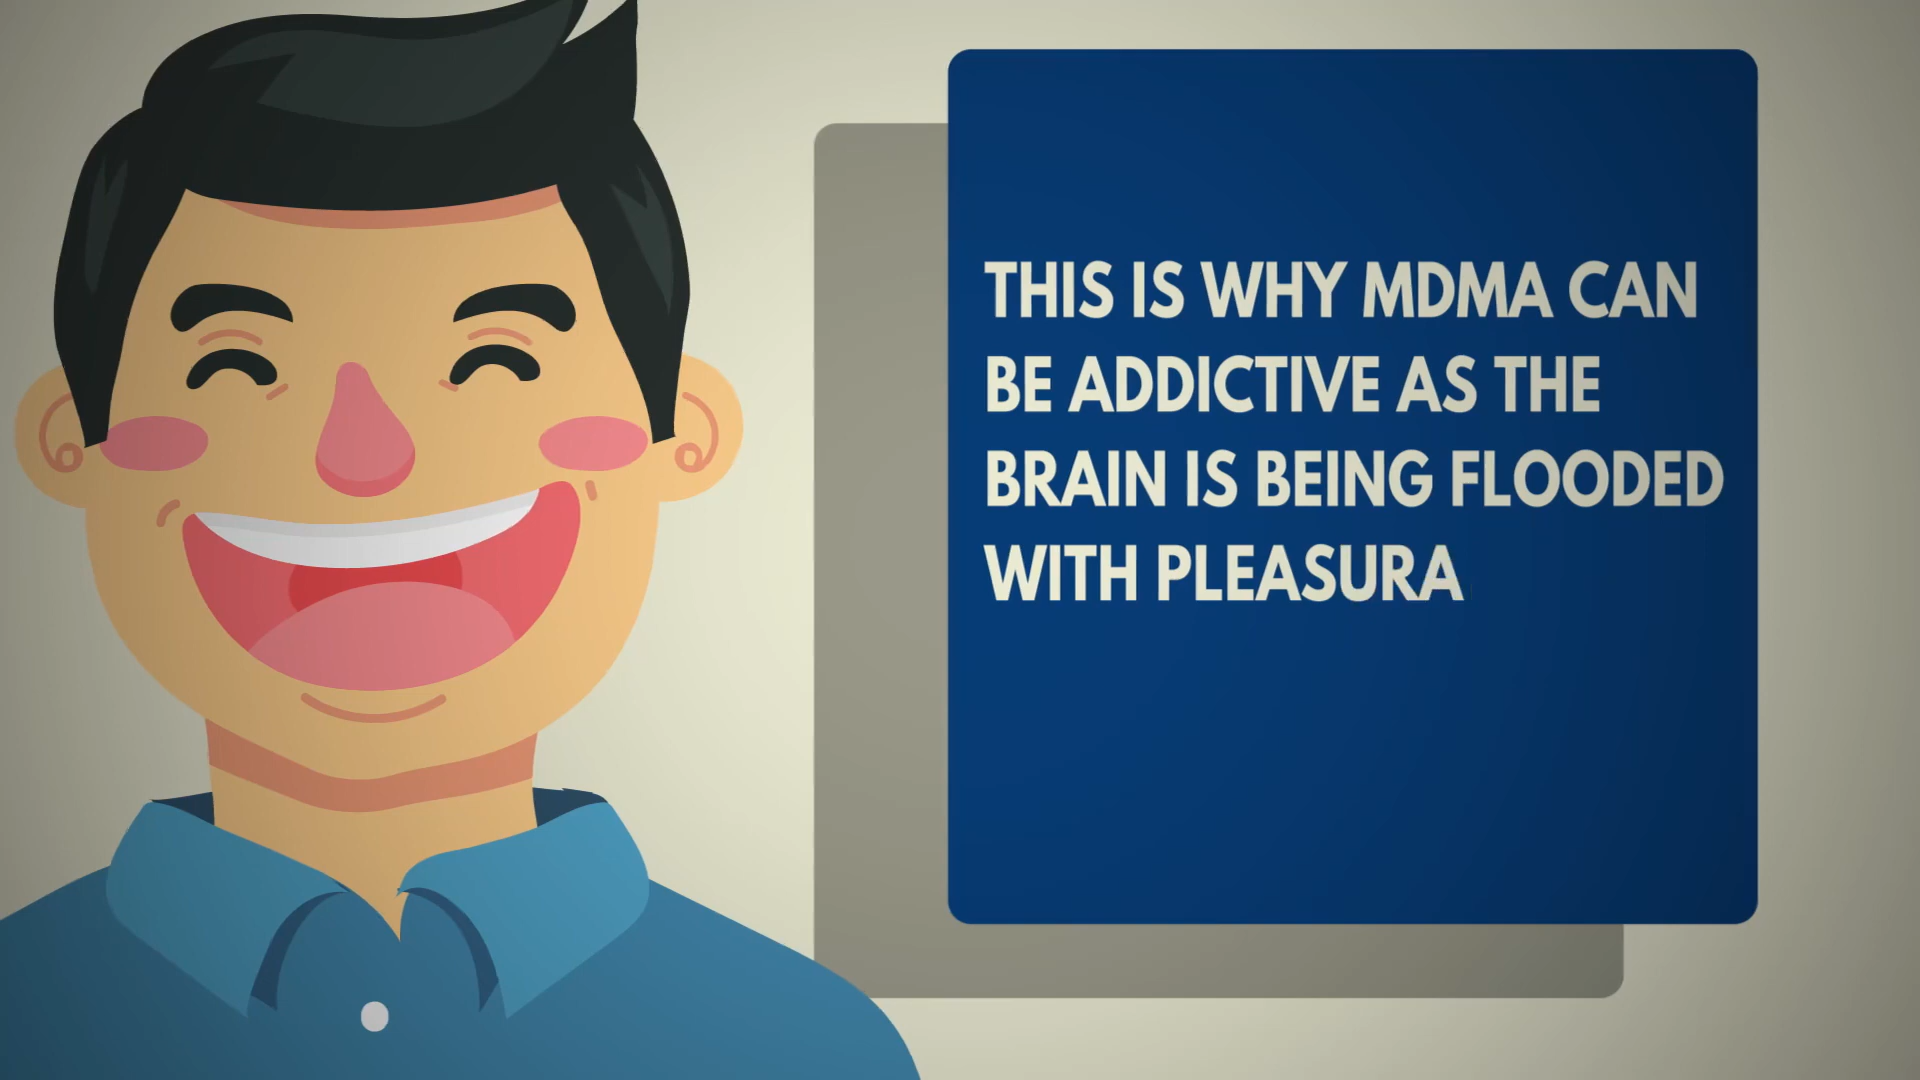 THIS IS WHY MDMA CAN
BE ADDICTIVE AS THE
BRAIN IS BEING FLOODED
WITH PLEASURA